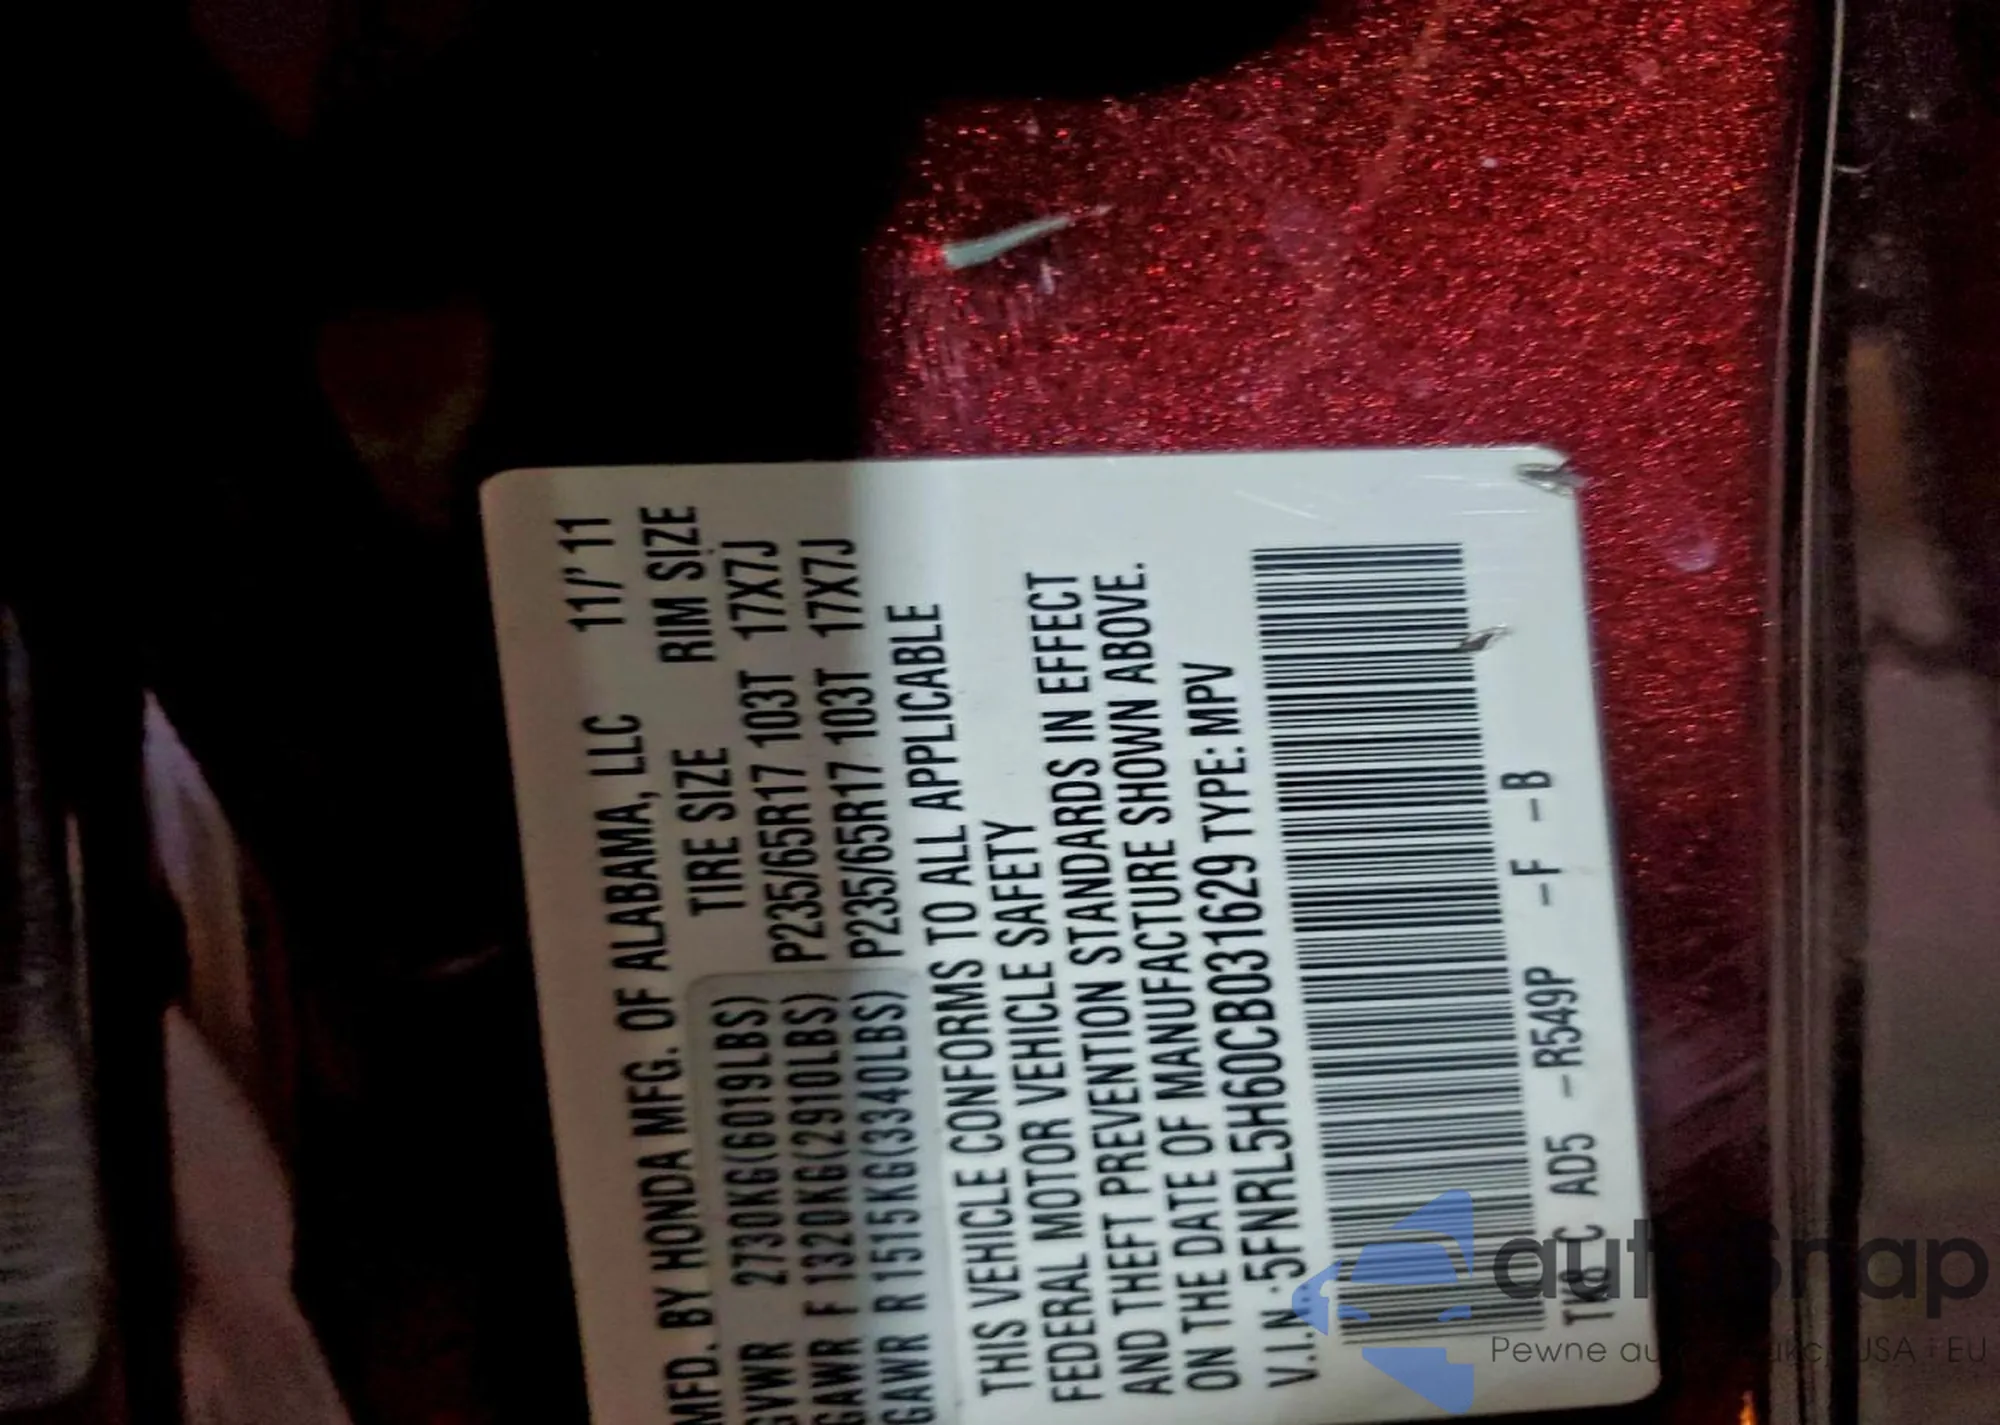 MFD. BY HONDA MFG. OF ALABAMA, LLC 11/'11
TIRE SIZE RIM SIZE
GVWR 2730KG(6019LBS)
GAWR F 1320KG(2910LBS) P235/65R17 103T 17X7J
GAWR R 1515KG(3340LBS) P235/65R17 103T 17X7J
THIS VEHICLE CONFORMS TO ALL APPLICABLE
FEDERAL MOTOR VEHICLE SAFETY
AND THEFT PREVENTION STANDARDS IN EFFECT
ON THE DATE OF MANUFACTURE SHOWN ABOVE.
V.I.N.:5FNRL5H60CB031629 TYPE: MPV
AD5 -R549P -F -B
autosnap
Pewne USA EU